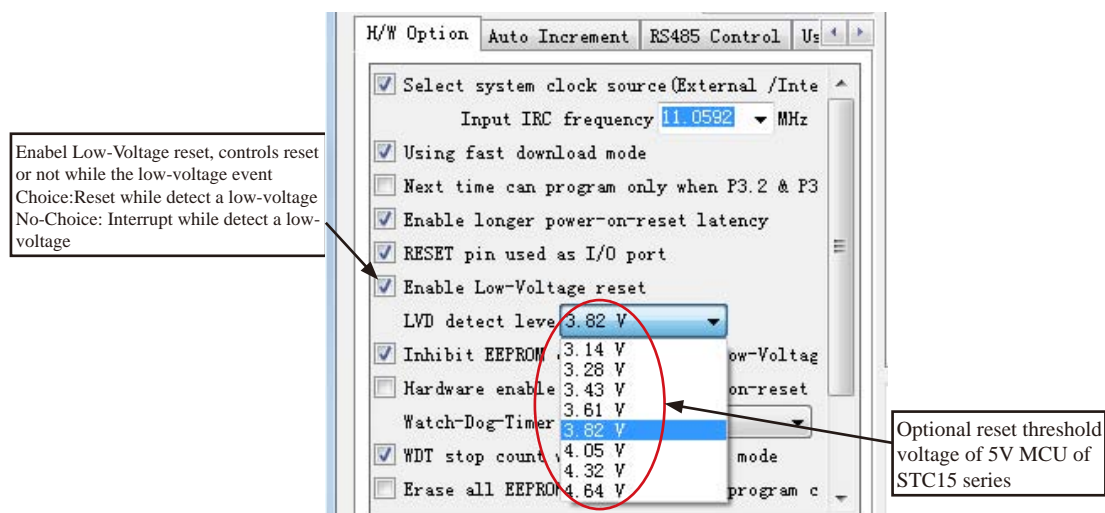 H/W Option Auto Increment RS485 Control Us
Select system clock source(External /Inte
Input IRC frequency 11.0592 MHz
Using fast download mode
Next time can program only when P3.2 & P3
Enable longer power-on-reset latency
RESET pin used as I/O port
Enable Low-Voltage reset
LVD detect leve 3.82 V
Inhibit EEPROM ow-Voltag
Hardware enable on-reset
Watch-Dog-Timer
WDT stop count mode
Erase all EEPRO program c
3.14 V
3.28 V
3.43 V
3.61 V
3.82 V
4.05 V
4.32 V
4.64 V
Enabel Low-Voltage reset, controls reset
or not while the low-voltage event
Choice:Reset while detect a low-voltage
No-Choice: Interrupt while detect a low-
voltage
Optional reset threshold
voltage of 5V MCU of
STC15 series